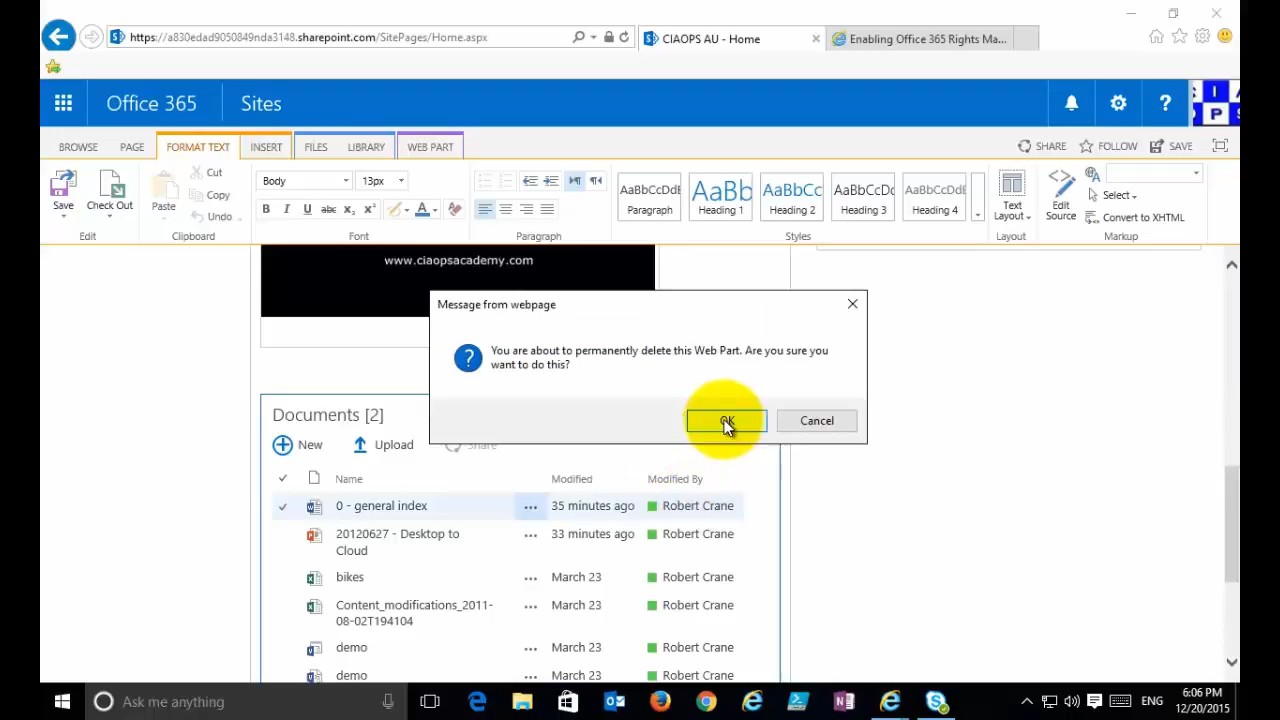 https://a830edad9050849nda3148.sharepoint.com/SitePages/Home.aspx
CIAOPS AU - Home
Enabling Office 365 Rights Ma...
Office 365
Sites
BROWSE PAGE FORMAT TEXT INSERT FILES LIBRARY WEB PART
SHARE FOLLOW SAVE
Save
Check Out
Edit
Paste
Cut
Copy
Undo
Clipboard
Body 13px
B I U abc x₂ x²
Font
Paragraph
AaBbCcDdE Paragraph
AaBb Heading 1
AaBbCc Heading 2
AaBbCcDc Heading 3
AaBbCcDdE Heading 4
Styles
Text Layout
Layout
Edit Source
Select
Convert to XHTML
Markup
www.ciaopsacademy.com
Message from webpage
You are about to permanently delete this Web Part. Are you sure you
want to do this?
OK Cancel
Documents [2]
New Upload Share
Name Modified Modified By
0 - general index ... 35 minutes ago Robert Crane
20120627 - Desktop to ... 33 minutes ago Robert Crane
Cloud
bikes ... March 23 Robert Crane
Content_modifications_2011- ... March 23 Robert Crane
08-02T194104
demo ... March 23 Robert Crane
demo ... March 23 Robert Crane
Ask me anything
ENG
6:06 PM
12/20/2015